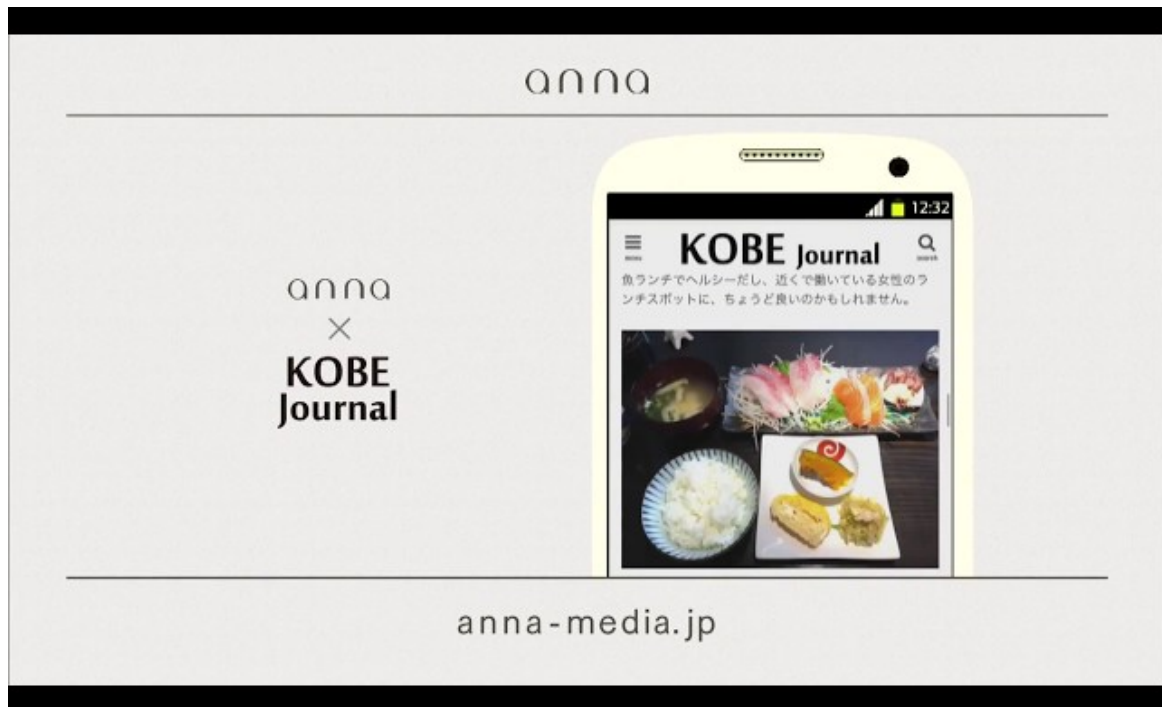 anna
anna
×
KOBE
Journal
12:32
menu
KOBE Journal
search
魚ランチでヘルシーだし、近くで働いている女性のラ
ンチスポットに、ちょうど良いのかもしれません。
anna-media.jp